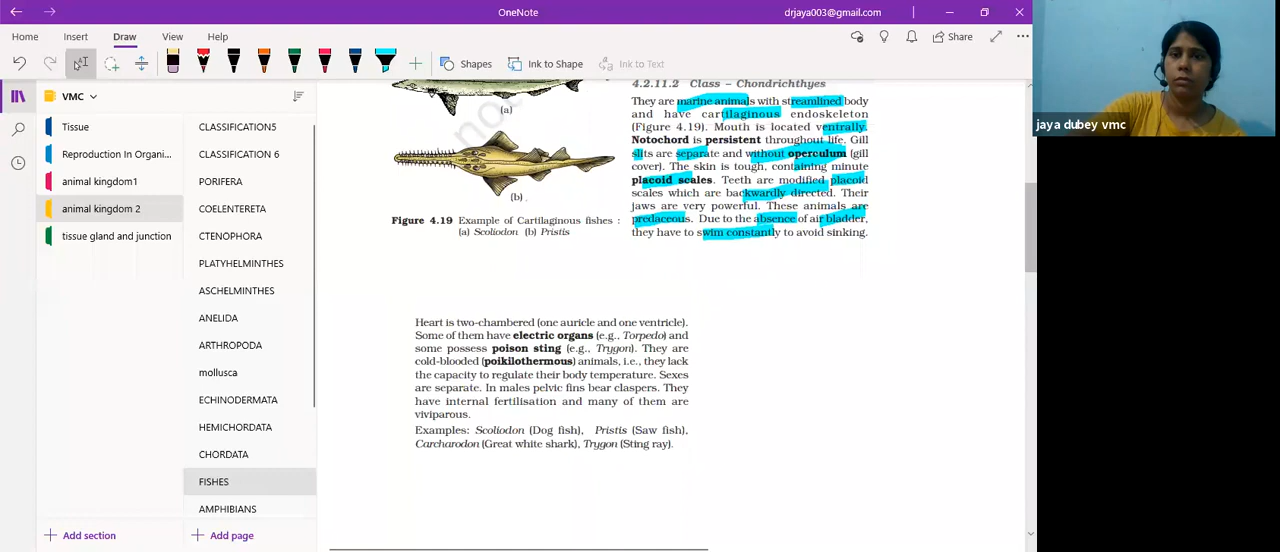 OneNote
drjaya003@gmail.com
Home
Insert
Draw
View
Help
Share
Shapes
Ink to Shape
Ink to Text
VMC
Tissue
Reproduction In Organi...
animal kingdom1
animal kingdom 2
tissue gland and junction
Add section
CLASSIFICATION5
CLASSIFICATION 6
PORIFERA
COELENTERETA
CTENOPHORA
PLATYHELMINTHES
ASCHELMINTHES
ANELIDA
ARTHROPODA
mollusca
ECHINODERMATA
HEMICHORDATA
CHORDATA
FISHES
AMPHIBIANS
Add page
(a)
(b)
Figure 4.19 Example of Cartilaginous fishes :
(a) Scoliodon (b) Pristis
4.2.11.2 Class – Chondrichthyes
They are marine animals with streamlined body
and have cartilaginous endoskeleton
(Figure 4.19). Mouth is located ventrally.
Notochord is persistent throughout life. Gill
slits are separate and without operculum (gill
cover). The skin is tough, containing minute
placoid scales. Teeth are modified placoid
scales which are backwardly directed. Their
jaws are very powerful. These animals are
predaceous. Due to the absence of air bladder,
they have to swim constantly to avoid sinking.
Heart is two-chambered (one auricle and one ventricle).
Some of them have electric organs (e.g., Torpedo) and
some possess poison sting (e.g., Trygon). They are
cold-blooded (poikilothermous) animals, i.e., they lack
the capacity to regulate their body temperature. Sexes
are separate. In males pelvic fins bear claspers. They
have internal fertilisation and many of them are
viviparous.
Examples: Scoliodon (Dog fish), Pristis (Saw fish),
Carcharodon (Great white shark), Trygon (Sting ray).
jaya dubey vmc